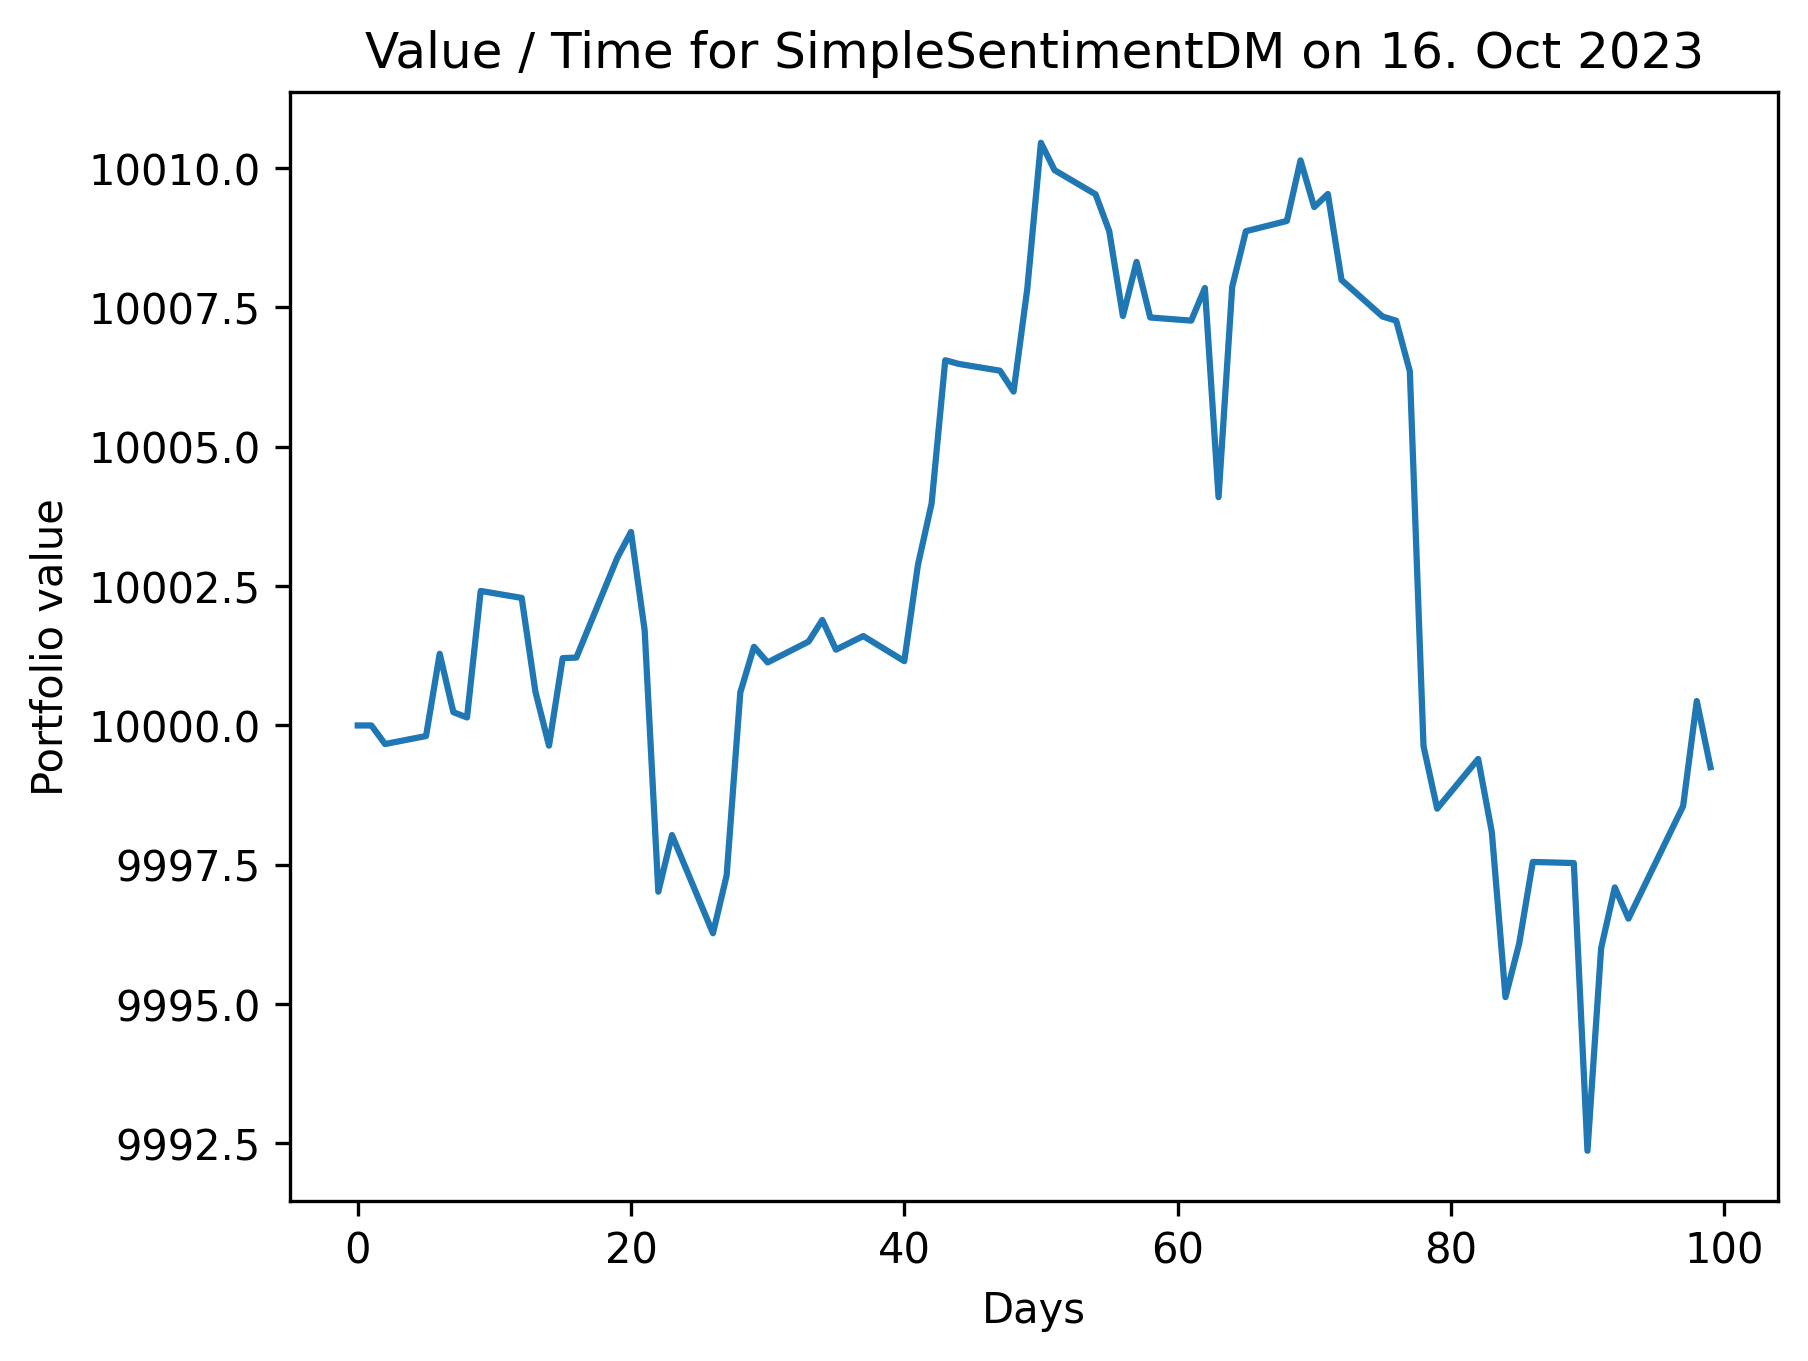 Value / Time for SimpleSentimentDM on 16. Oct 2023
10010.0
10007.5
10005.0
10002.5
10000.0
9997.5
9995.0
9992.5
Portfolio value
0 20 40 60 80 100
Days